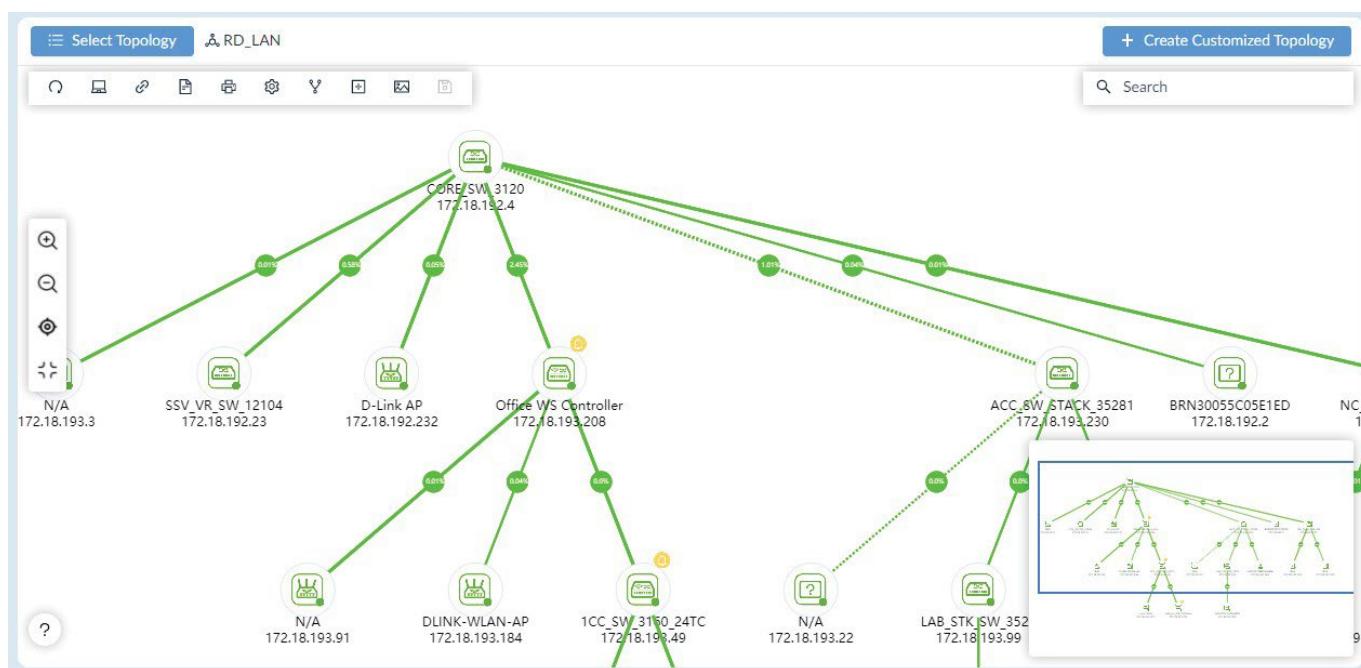 Select Topology
RD_LAN
+ Create Customized Topology
Search
CORE_SW_3120
172.18.192.4
0.01%
0.58%
0.05%
2.45%
1.01%
0.04%
0.01%
N/A
172.18.193.3
SSV_VR_SW_12104
172.18.192.23
D-Link AP
172.18.192.232
Office WS Controller
172.18.193.208
ACC_SW_STACK_35281
172.18.193.230
BRN30055C05E1ED
172.18.192.2
NC_
0.01%
0.04%
0.0%
0.0%
0.0%
N/A
172.18.193.91
DLINK-WLAN-AP
172.18.193.184
1CC_SW_3160_24TC
172.18.193.49
N/A
172.18.193.22
LAB_STK_SW_352
172.18.193.99
?